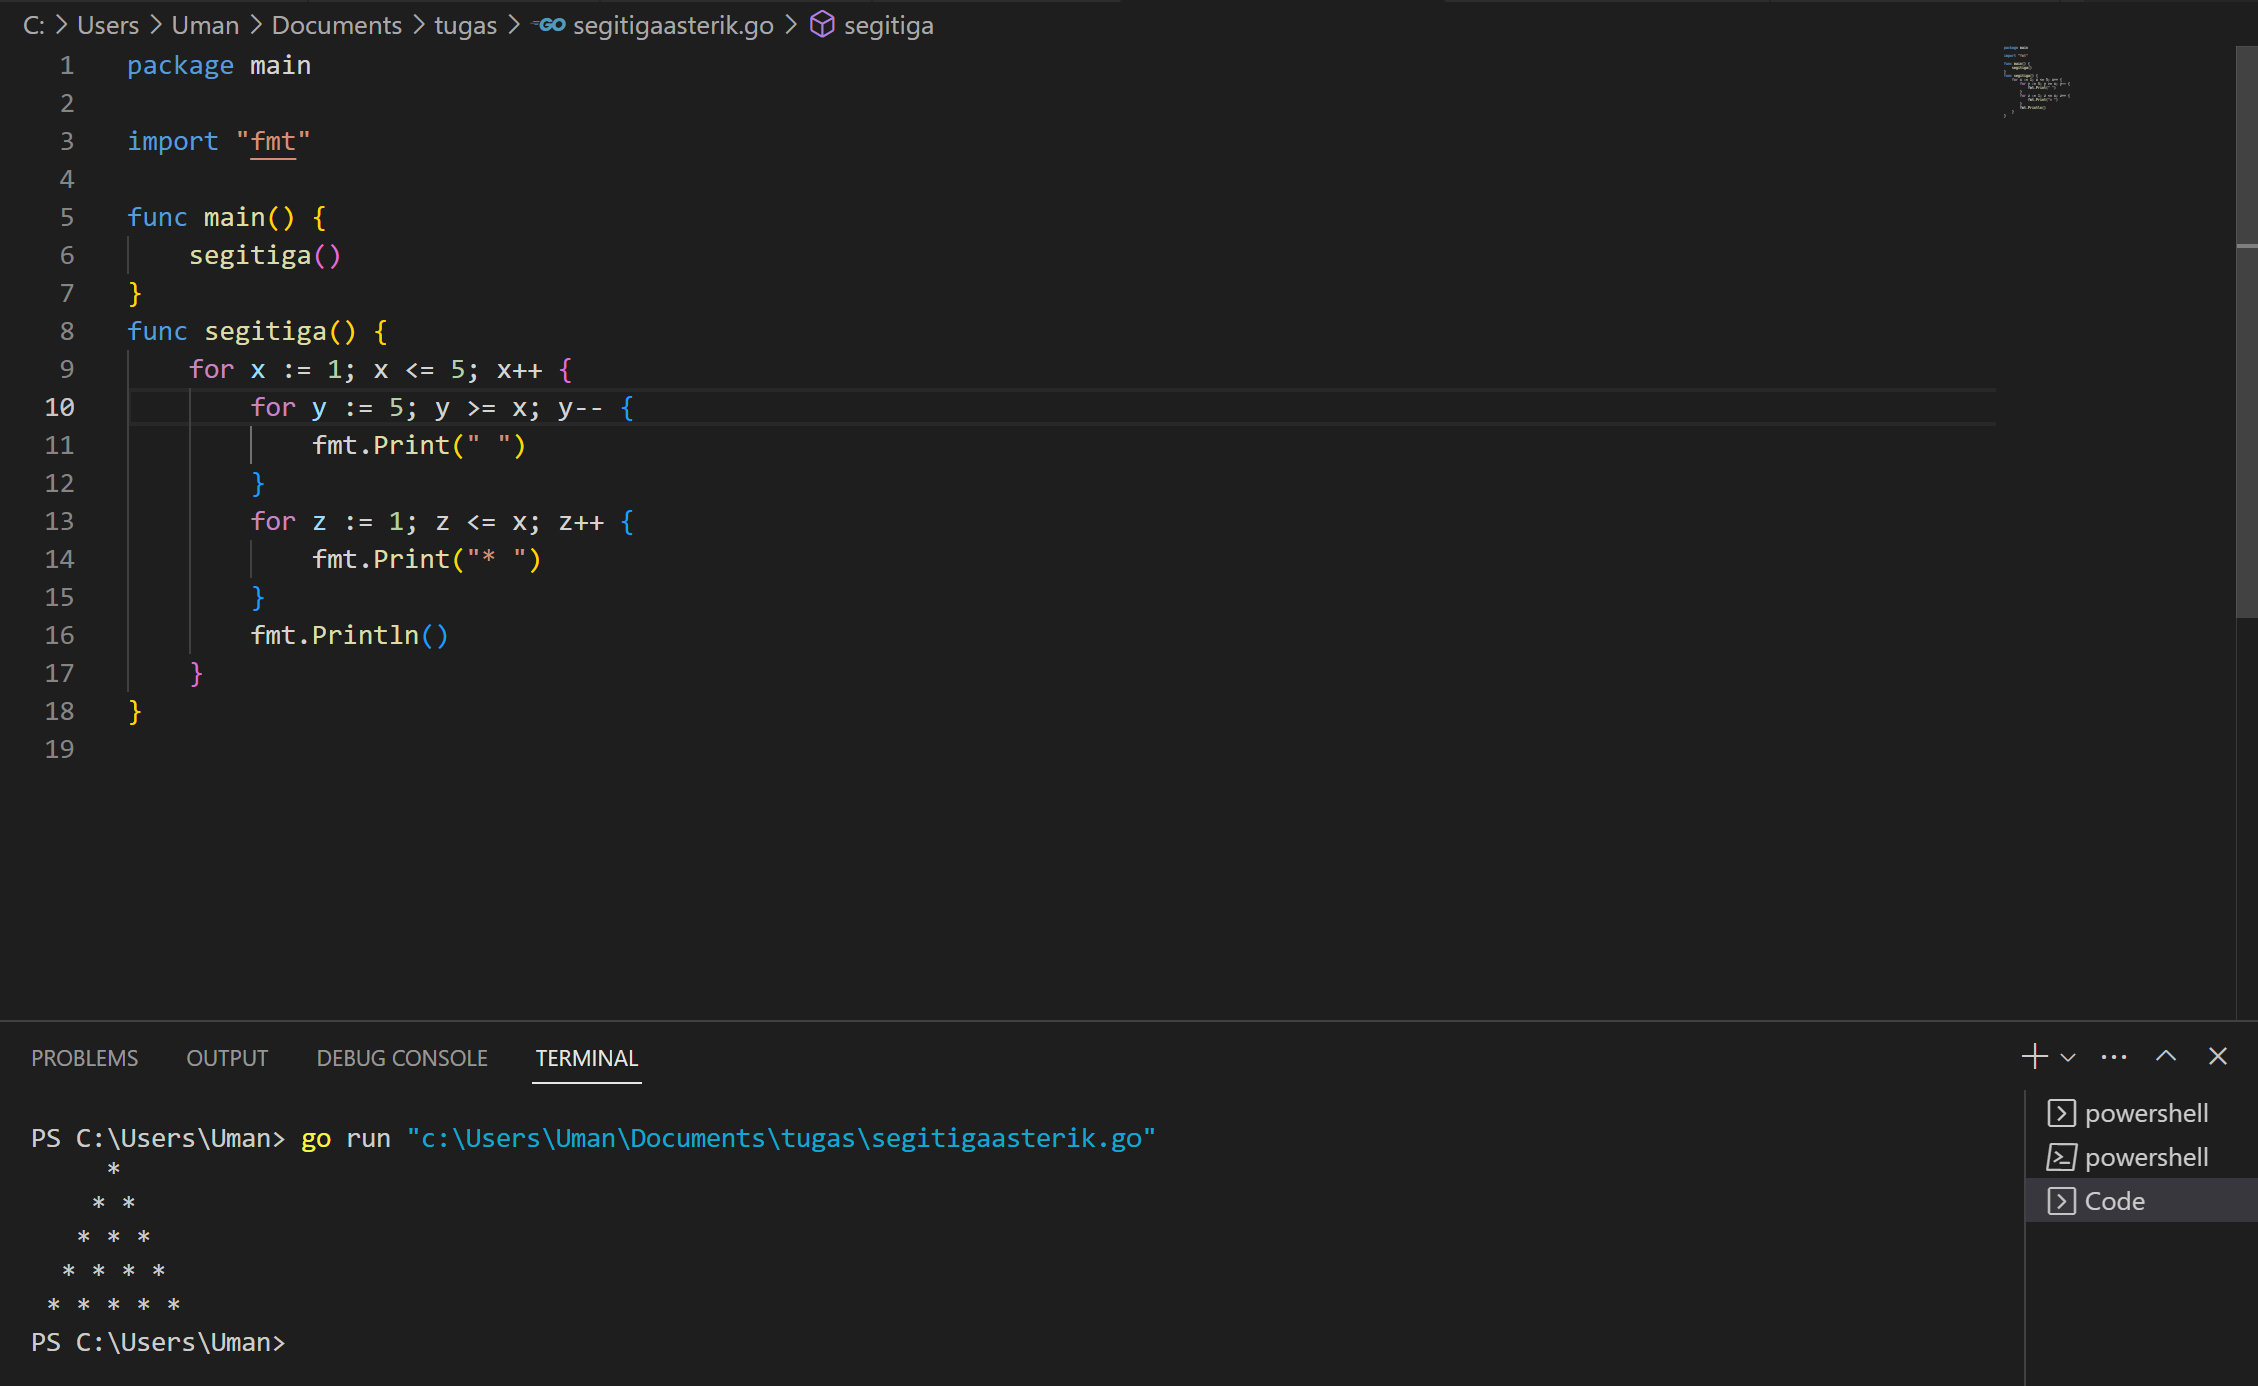 C: > Users > Uman > Documents > tugas > GO segitigaasterik.go > segitiga
1 package main
2
3 import "fmt"
4
5 func main() {
6     segitiga()
7 }
8 func segitiga() {
9     for x := 1; x <= 5; x++ {
10         for y := 5; y >= x; y-- {
11             fmt.Print(" ")
12         }
13         for z := 1; z <= x; z++ {
14             fmt.Print("* ")
15         }
16         fmt.Println()
17     }
18 }
19
PROBLEMS OUTPUT DEBUG CONSOLE TERMINAL
PS C:\Users\Uman> go run "c:\Users\Uman\Documents\tugas\segitigaasterik.go"
     *
    * *
   * * *
  * * * *
 * * * * *
PS C:\Users\Uman>
powershell
powershell
Code